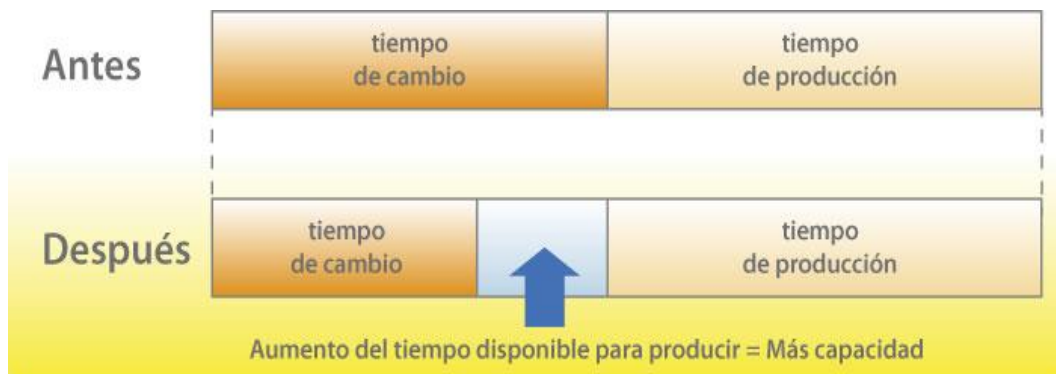 Antes
tiempo
de cambio
tiempo
de producción
Después
tiempo
de cambio
tiempo
de producción
Aumento del tiempo disponible para producir = Más capacidad